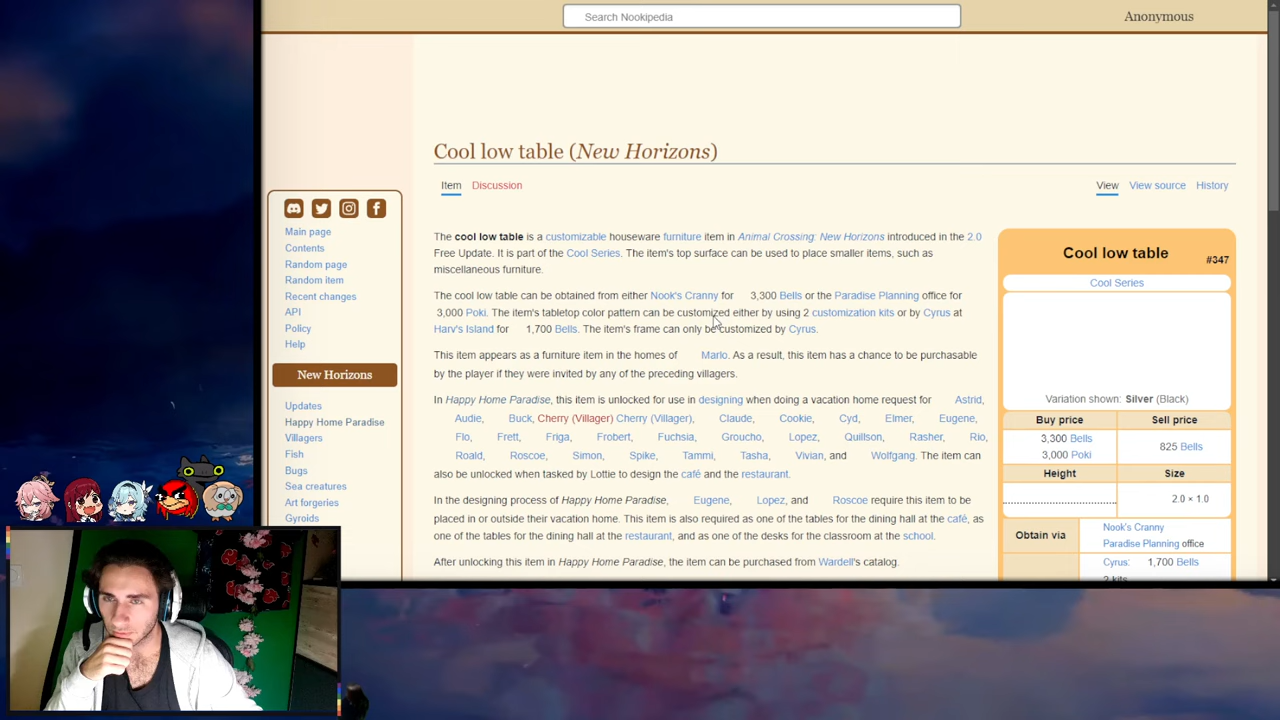 Search Nookipedia
Anonymous
Cool low table (New Horizons)
Item Discussion
View View source History
Main page
Contents
Random page
Random item
Recent changes
API
Policy
Help
New Horizons
Updates
Happy Home Paradise
Villagers
Fish
Bugs
Sea creatures
Art forgeries
Gyroids
The cool low table is a customizable houseware furniture item in Animal Crossing: New Horizons introduced in the 2.0
Free Update. It is part of the Cool Series. The item's top surface can be used to place smaller items, such as
miscellaneous furniture.
The cool low table can be obtained from either Nook's Cranny for 3,300 Bells or the Paradise Planning office for
3,000 Poki. The item's tabletop color pattern can be customized either by using 2 customization kits or by Cyrus at
Harv's Island for 1,700 Bells. The item's frame can only be customized by Cyrus.
This item appears as a furniture item in the homes of Marlo. As a result, this item has a chance to be purchasable
by the player if they were invited by any of the preceding villagers.
In Happy Home Paradise, this item is unlocked for use in designing when doing a vacation home request for Astrid,
Audie, Buck, Cherry (Villager) Cherry (Villager), Claude, Cookie, Cyd, Elmer, Eugene,
Flo, Frett, Friga, Frobert, Fuchsia, Groucho, Lopez, Quillson, Rasher, Rio,
Roald, Roscoe, Simon, Spike, Tammi, Tasha, Vivian, and Wolfgang. The item can
also be unlocked when tasked by Lottie to design the café and the restaurant.
In the designing process of Happy Home Paradise, Eugene, Lopez, and Roscoe require this item to be
placed in or outside their vacation home. This item is also required as one of the tables for the dining hall at the café, as
one of the tables for the dining hall at the restaurant, and as one of the desks for the classroom at the school.
After unlocking this item in Happy Home Paradise, the item can be purchased from Wardell's catalog.
Cool low table #347
Cool Series
Variation shown: Silver (Black)
Buy price Sell price
3,300 Bells
3,000 Poki
825 Bells
Height Size
2.0 × 1.0
Obtain via
Nook's Cranny
Paradise Planning office
Cyrus: 1,700 Bells
2 kits